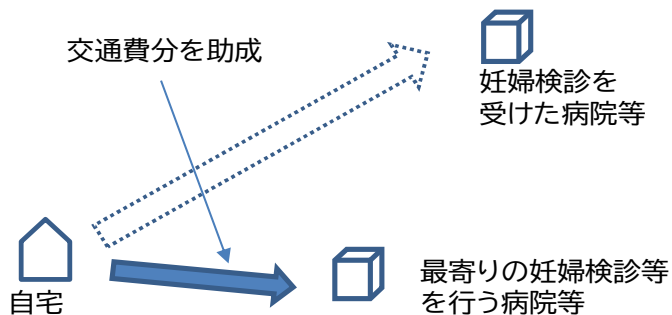 交通費分を助成
妊婦検診を
受けた病院等
最寄りの妊婦検診等
を行う病院等
自宅